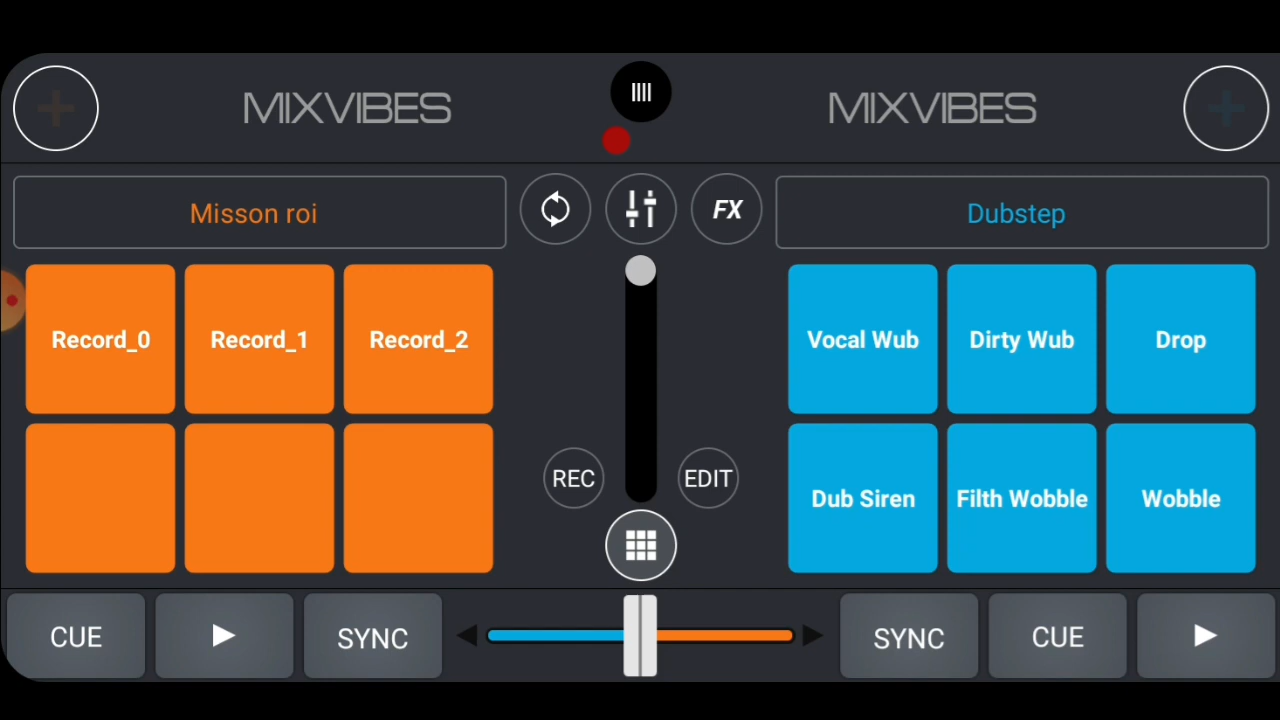 MIXVIBES
MIXVIBES
Misson roi
FX
Dubstep
Record_0
Record_1
Record_2
Vocal Wub
Dirty Wub
Drop
REC
EDIT
Dub Siren
Filth Wobble
Wobble
CUE
SYNC
SYNC
CUE